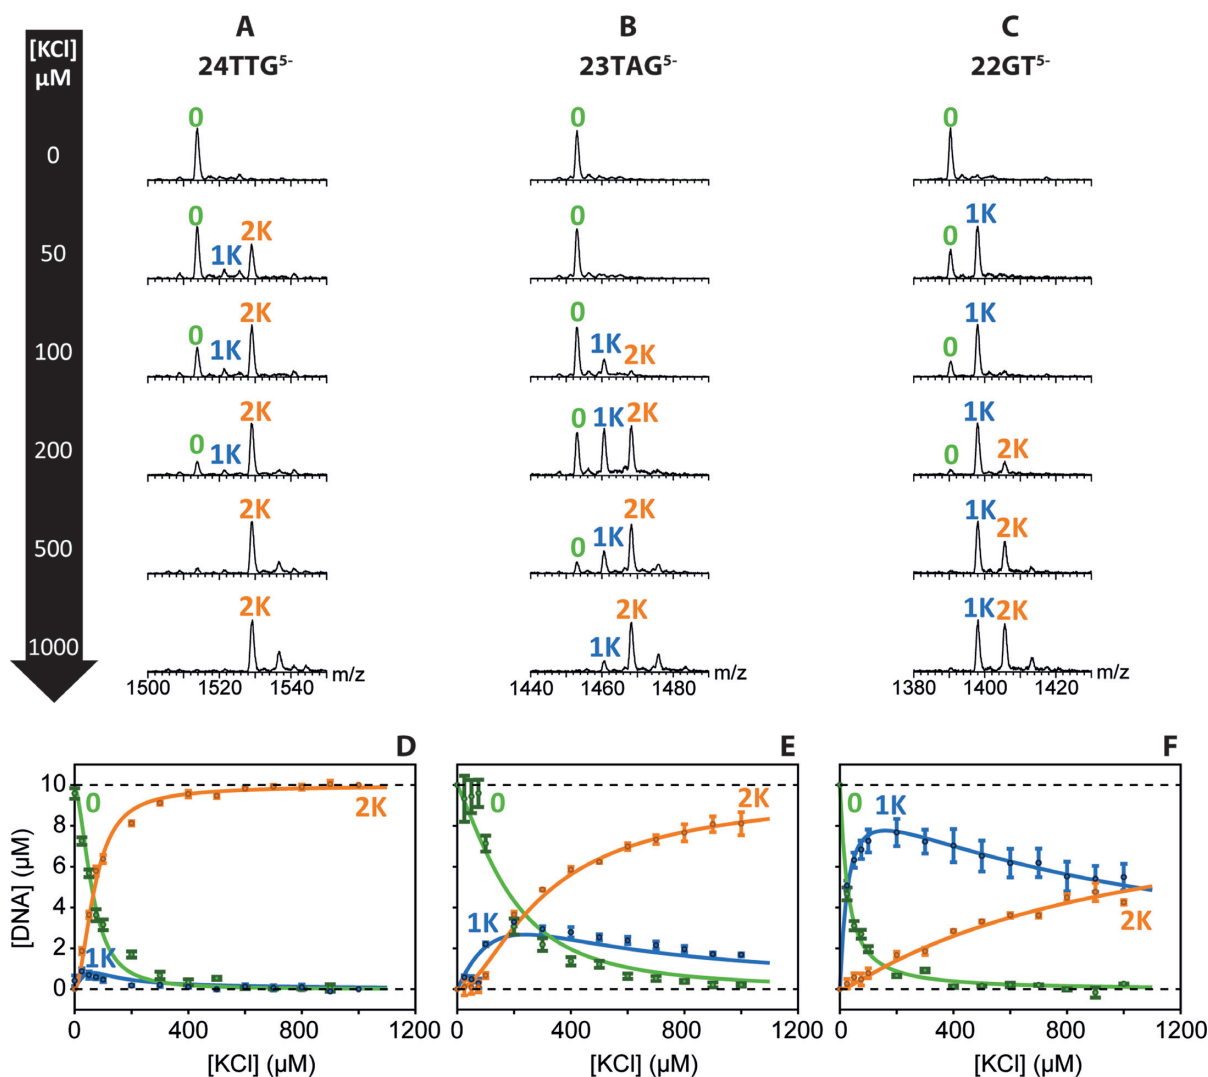 A B C
[KCl] µM
24TTG5- 23TAG5- 22GT5-
0 0 0 0
50 0 1K 2K 0 0 1K
100 0 1K 2K 0 1K 2K 0 1K
200 0 1K 2K 0 1K 2K 0 1K 2K
500 2K 0 1K 2K 1K 2K
1000 2K 1K 2K 1K 2K
1500 1520 1540 m/z 1440 1460 1480 m/z 1380 1400 1420 m/z
D E F
[DNA] (µM)
10
8
6
4
2
0
0 1K 2K
0 1K 2K
0 1K 2K
0 400 800 1200 0 400 800 1200 0 400 800 1200
[KCl] (µM) [KCl] (µM) [KCl] (µM)